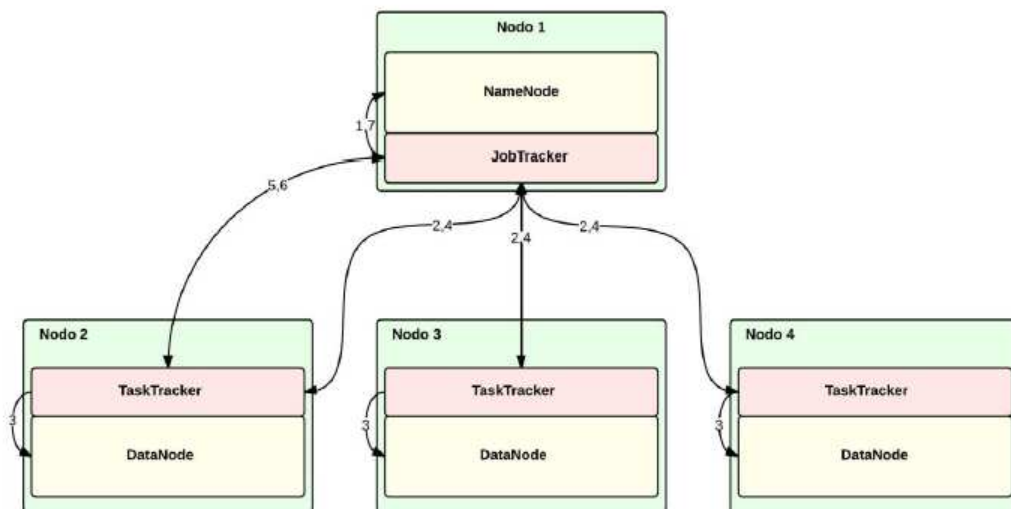 Nodo 1
NameNode
1,7
JobTracker
5,6
2,4
2,4
2,4
Nodo 2
Nodo 3
Nodo 4
TaskTracker
TaskTracker
TaskTracker
3
3
3
DataNode
DataNode
DataNode